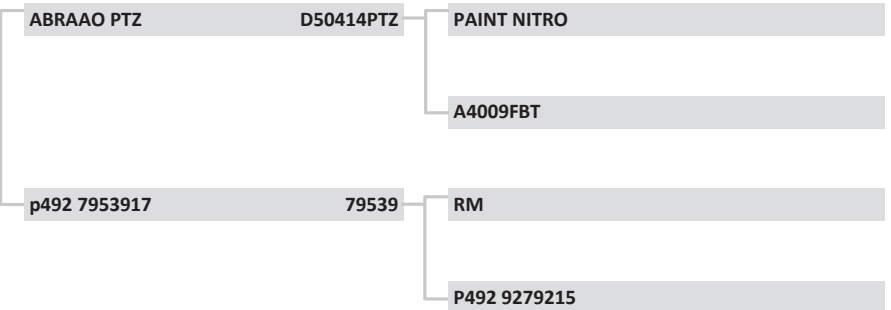 ABRAAO PTZ D50414PTZ PAINT NITRO
A4009FBT
p492 7953917 79539 RM
P492 9279215